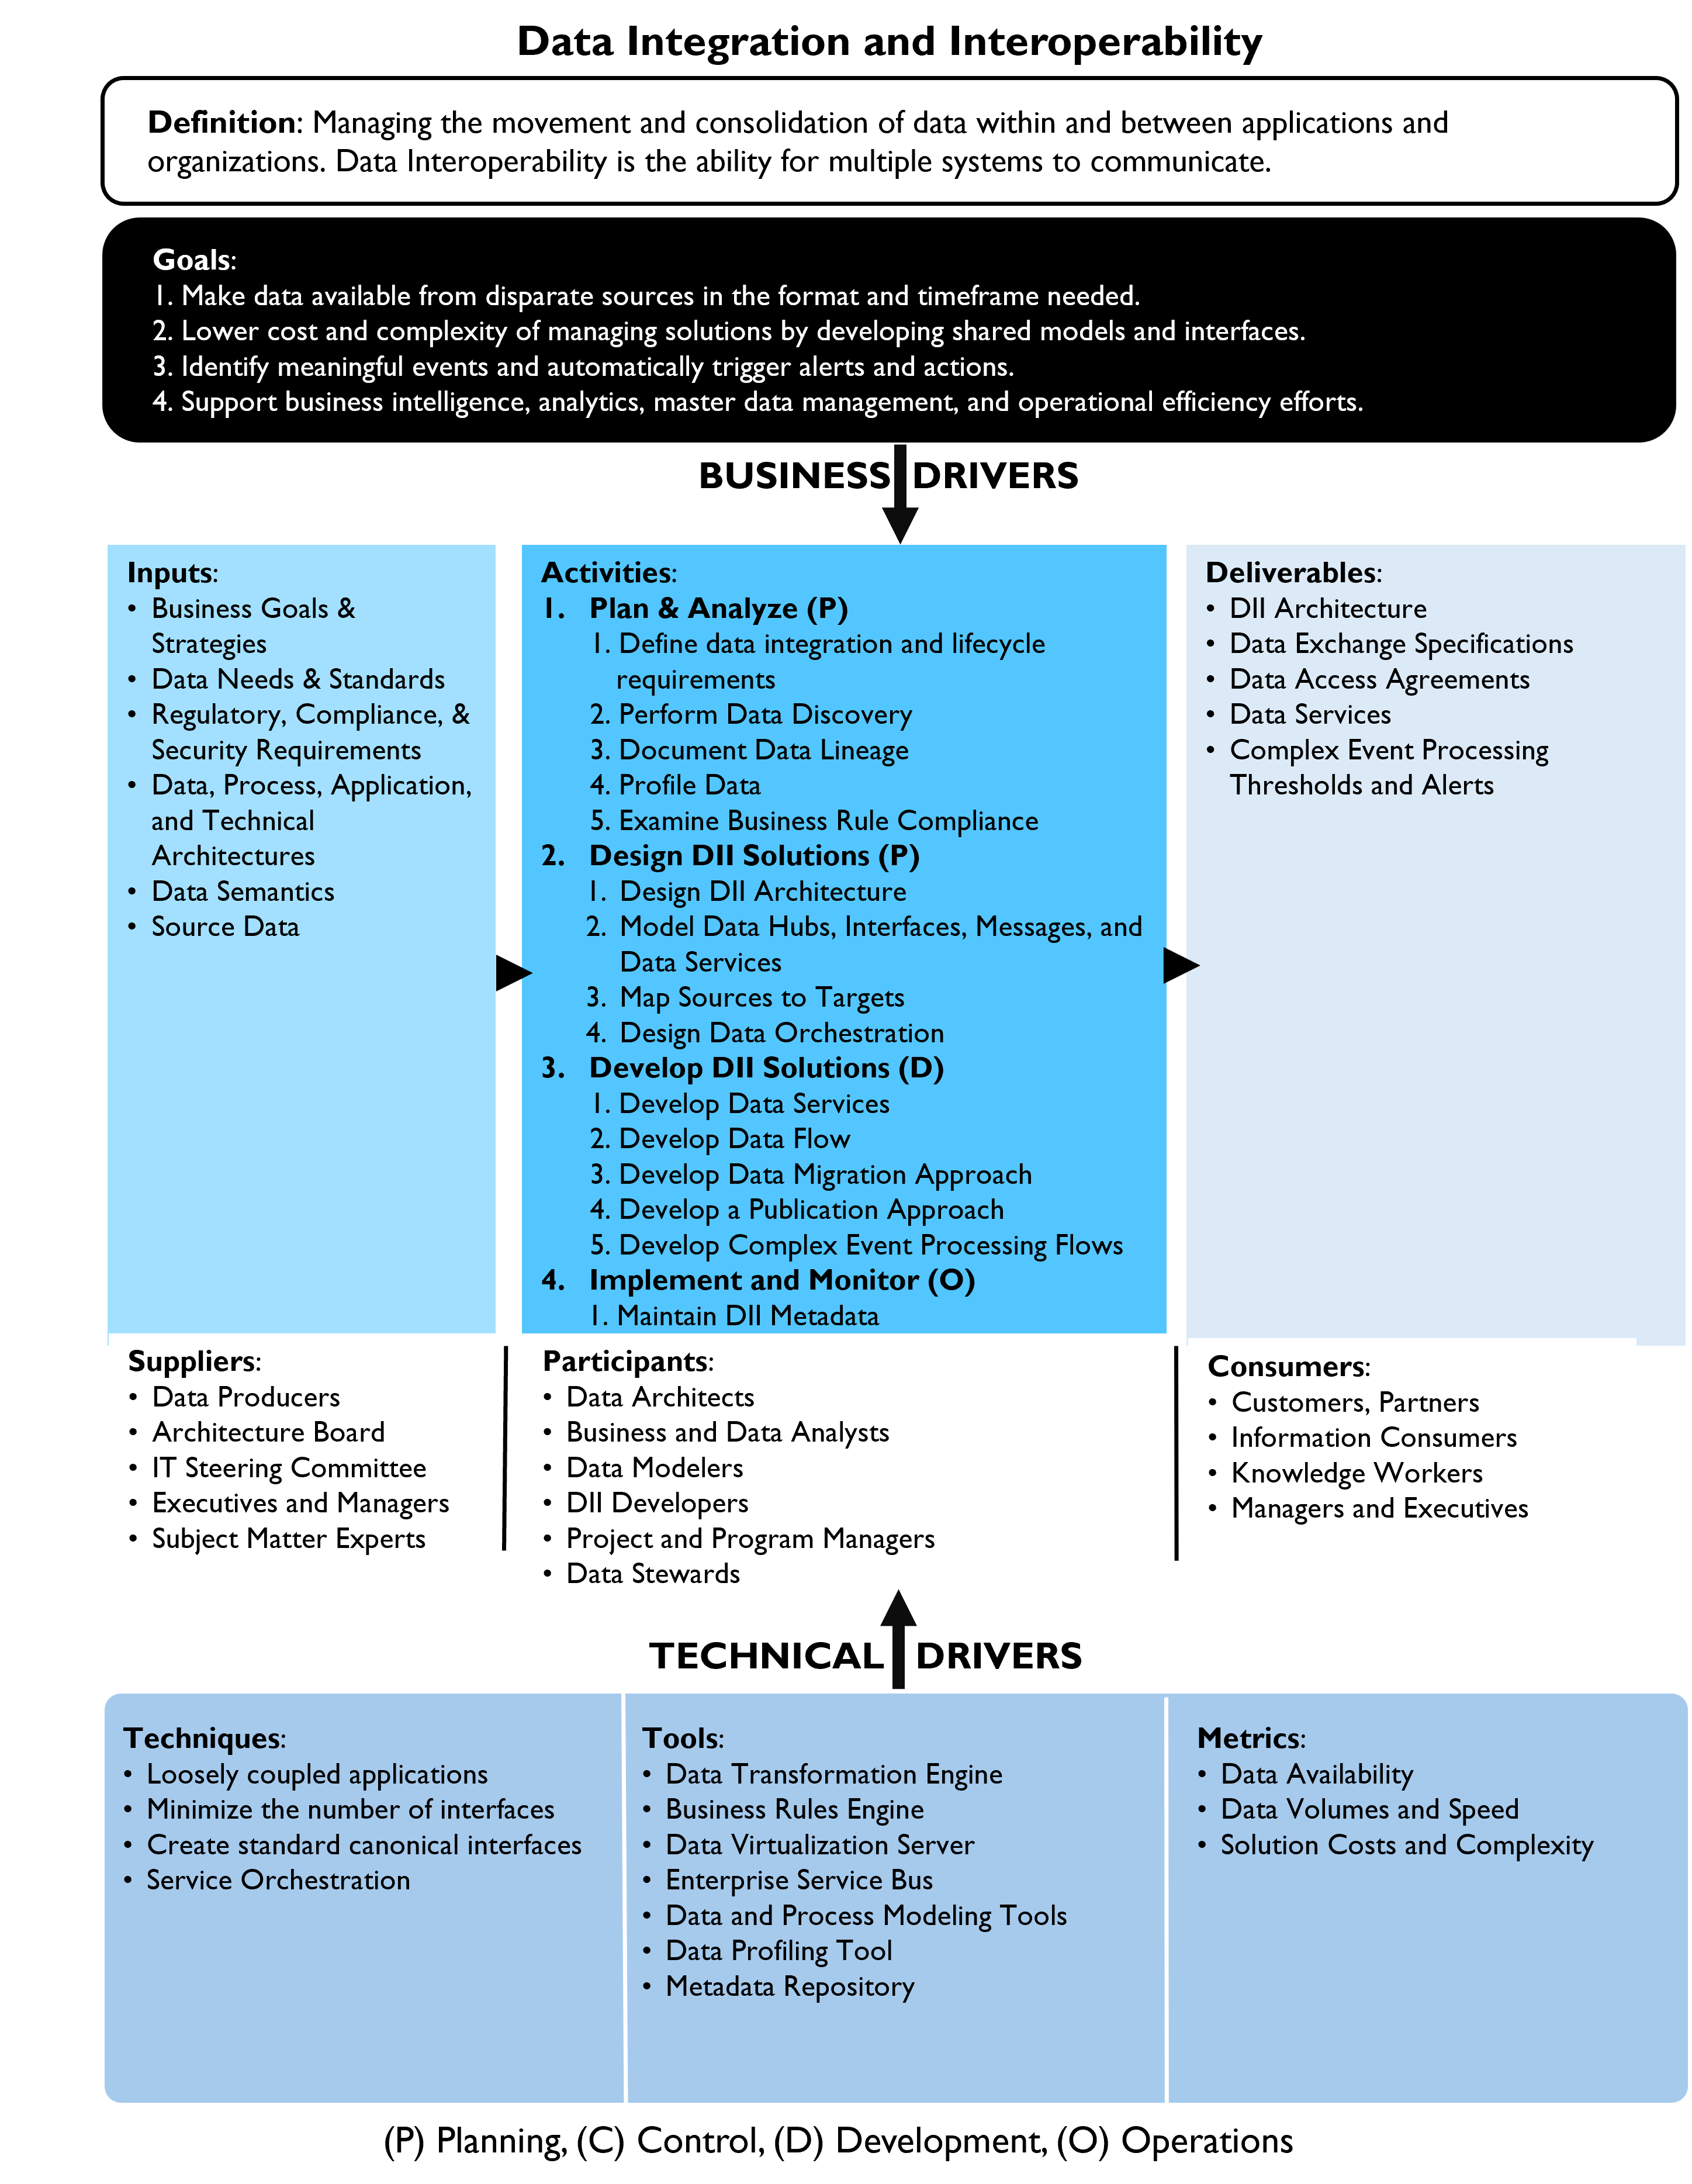 Data Integration and Interoperability
Definition: Managing the movement and consolidation of data within and between applications and
organizations. Data Interoperability is the ability for multiple systems to communicate.
Goals:
1. Make data available from disparate sources in the format and timeframe needed.
2. Lower cost and complexity of managing solutions by developing shared models and interfaces.
3. Identify meaningful events and automatically trigger alerts and actions.
4. Support business intelligence, analytics, master data management, and operational efficiency efforts.
BUSINESS DRIVERS
Inputs:
• Business Goals &
Strategies
• Data Needs & Standards
• Regulatory, Compliance, &
Security Requirements
• Data, Process, Application,
and Technical
Architectures
• Data Semantics
• Source Data
Activities:
1. Plan & Analyze (P)
1. Define data integration and lifecycle
requirements
2. Perform Data Discovery
3. Document Data Lineage
4. Profile Data
5. Examine Business Rule Compliance
2. Design DII Solutions (P)
1. Design DII Architecture
2. Model Data Hubs, Interfaces, Messages, and
Data Services
3. Map Sources to Targets
4. Design Data Orchestration
3. Develop DII Solutions (D)
1. Develop Data Services
2. Develop Data Flow
3. Develop Data Migration Approach
4. Develop a Publication Approach
5. Develop Complex Event Processing Flows
4. Implement and Monitor (O)
1. Maintain DII Metadata
Deliverables:
• DII Architecture
• Data Exchange Specifications
• Data Access Agreements
• Data Services
• Complex Event Processing
Thresholds and Alerts
Suppliers:
• Data Producers
• Architecture Board
• IT Steering Committee
• Executives and Managers
• Subject Matter Experts
Participants:
• Data Architects
• Business and Data Analysts
• Data Modelers
• DII Developers
• Project and Program Managers
• Data Stewards
Consumers:
• Customers, Partners
• Information Consumers
• Knowledge Workers
• Managers and Executives
TECHNICAL DRIVERS
Techniques:
• Loosely coupled applications
• Minimize the number of interfaces
• Create standard canonical interfaces
• Service Orchestration
Tools:
• Data Transformation Engine
• Business Rules Engine
• Data Virtualization Server
• Enterprise Service Bus
• Data and Process Modeling Tools
• Data Profiling Tool
• Metadata Repository
Metrics:
• Data Availability
• Data Volumes and Speed
• Solution Costs and Complexity
(P) Planning, (C) Control, (D) Development, (O) Operations